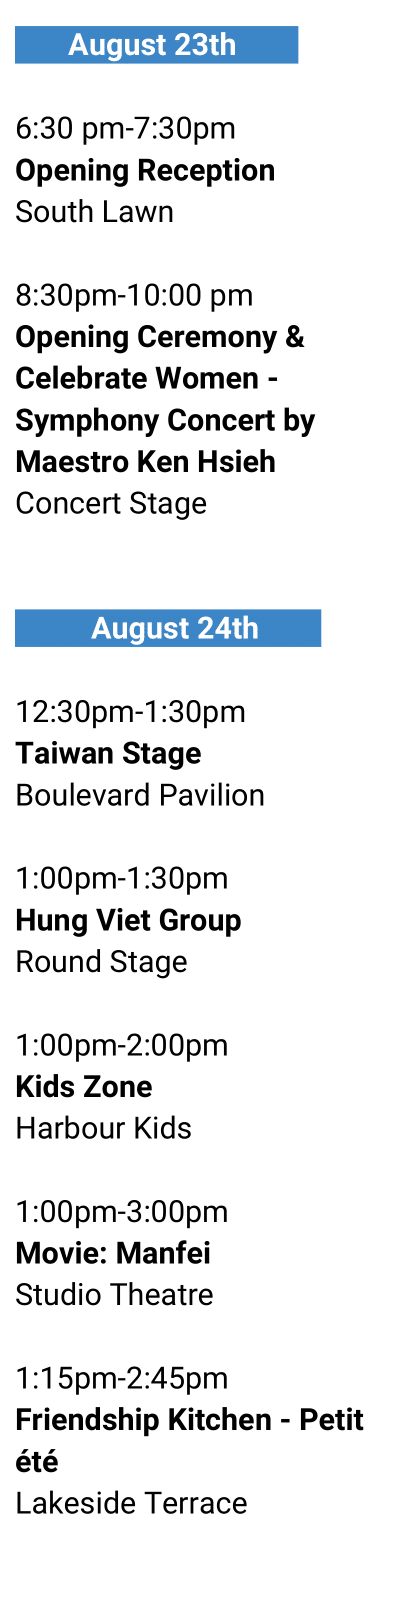 August 23th
6:30 pm-7:30pm
Opening Reception
South Lawn
8:30pm-10:00 pm
Opening Ceremony &
Celebrate Women -
Symphony Concert by
Maestro Ken Hsieh
Concert Stage
August 24th
12:30pm-1:30pm
Taiwan Stage
Boulevard Pavilion
1:00pm-1:30pm
Hung Viet Group
Round Stage
1:00pm-2:00pm
Kids Zone
Harbour Kids
1:00pm-3:00pm
Movie: Manfei
Studio Theatre
1:15pm-2:45pm
Friendship Kitchen - Petit
été
Lakeside Terrace